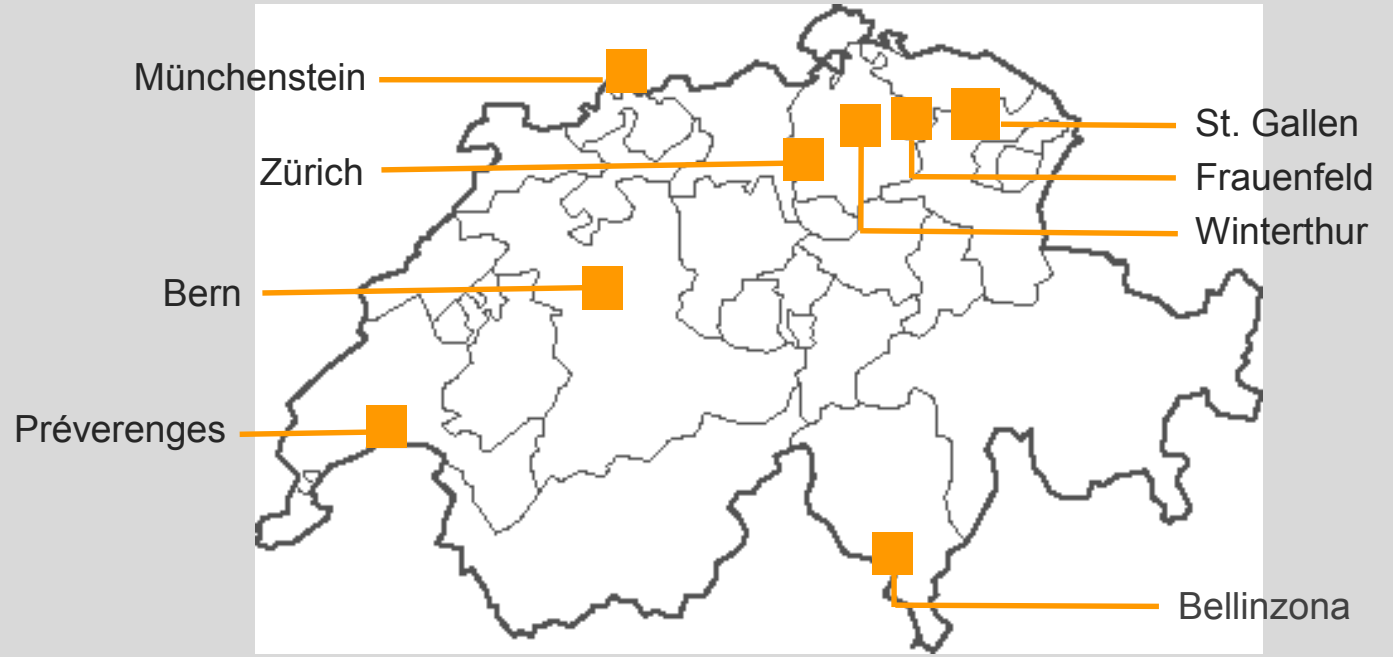 Münchenstein
St. Gallen
Zürich
Frauenfeld
Winterthur
Bern
Préverenges
Bellinzona